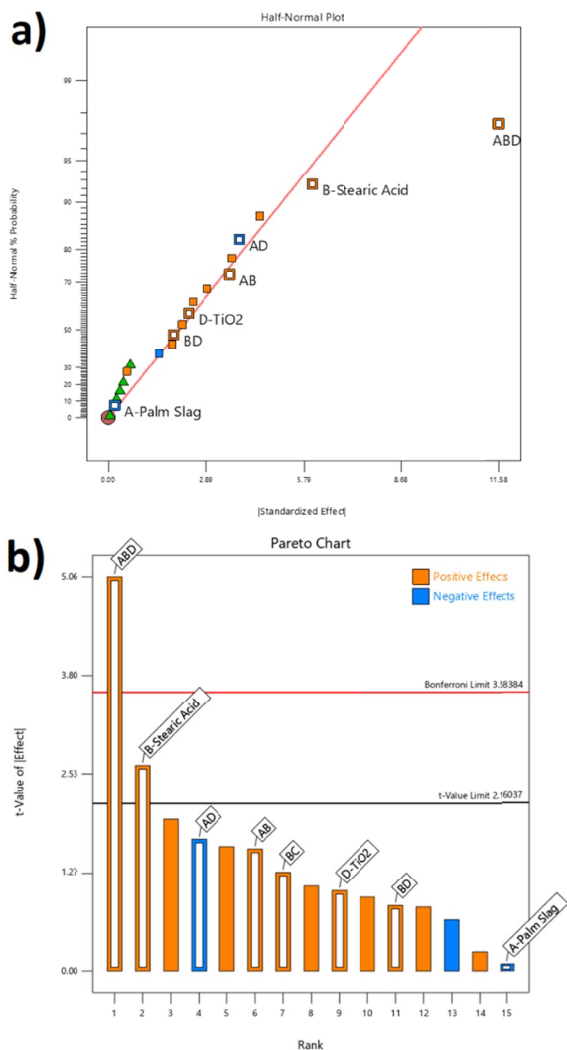 a)
Half-Normal Plot
Half-Normal % Probability
99
95
90
80
70
50
30
20
10
0
ABD
B-Stearic Acid
AD
AB
D-TiO2
BD
A-Palm Slag
0.00
2.89
5.79
8.68
11.58
|Standardized Effect|
b)
Pareto Chart
t-Value of |Effect|
5.06
3.80
2.53
1.27
0.00
Positive Effects
Negative Effects
Bonferroni Limit 3.58384
t-Value Limit 2.16037
ABD
B-Stearic Acid
AD
AB
BC
D-TiO2
BD
A-Palm Slag
1 2 3 4 5 6 7 8 9 10 11 12 13 14 15
Rank